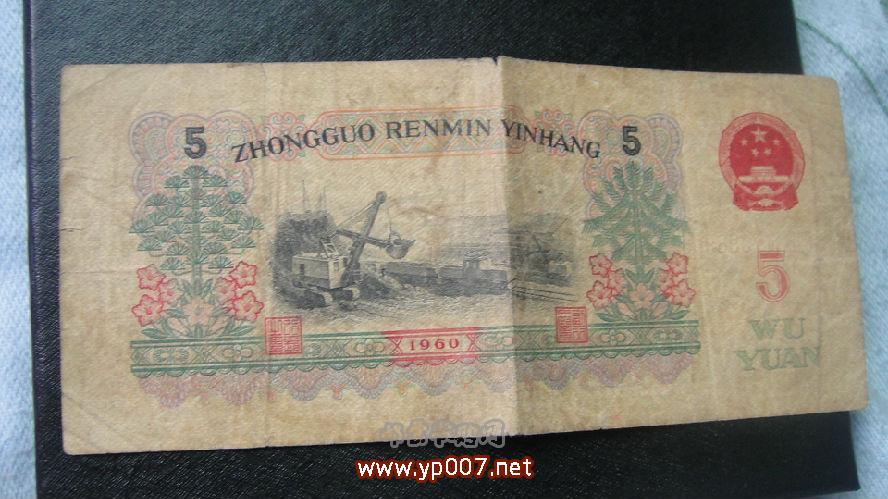 5 ZHONGGUO RENMIN YINHANG 5
5
WU
YUAN
1960
www.yp007.net